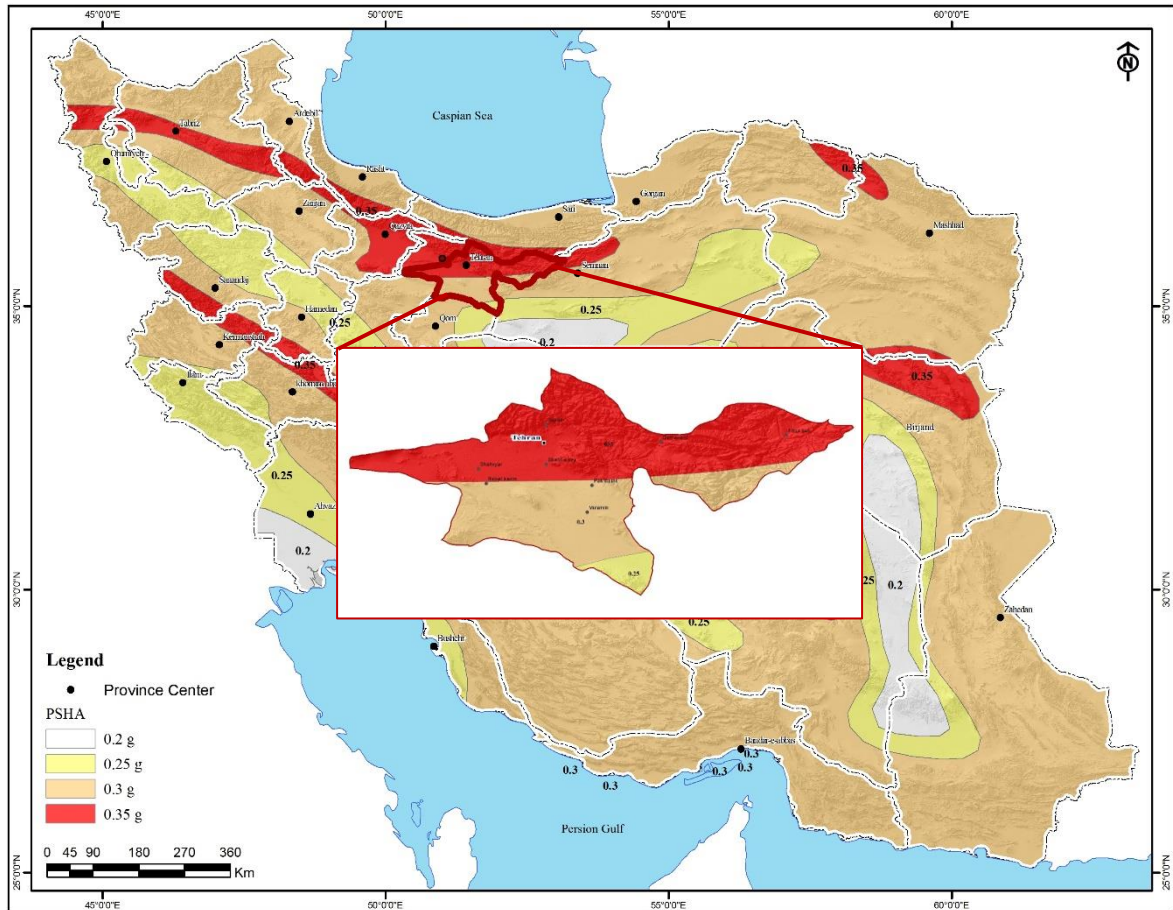 45°0'0"E 50°0'0"E 55°0'0"E 60°0'0"E
N
Caspian Sea
Tabriz
Ardebil
Rasht
Zanjan
0.35
Sari
Gorgan
0.35
Mashhad
Tehran
Semnan
Sanandaj
35°0'0"N
35°0'0"N
Hamedan
0.25
Qom
0.25
0.2
Kermanshah
0.35
0.35
Ilam
Birjand
0.25
Ahvaz
0.2
Tehran
Varamin
0.3
0.25
25
0.2
30°0'0"N
30°0'0"N
0.25
Zahedan
Bushehr
Legend
Province Center
PSHA
0.2 g
0.25 g
0.3 g
0.35 g
Bandar-e-abbas
0.3
0.3
0.3
0.3
0.3
Persion Gulf
0 45 90 180 270 360
Km
25°0'0"N
25°0'0"N
45°0'0"E 50°0'0"E 55°0'0"E 60°0'0"E